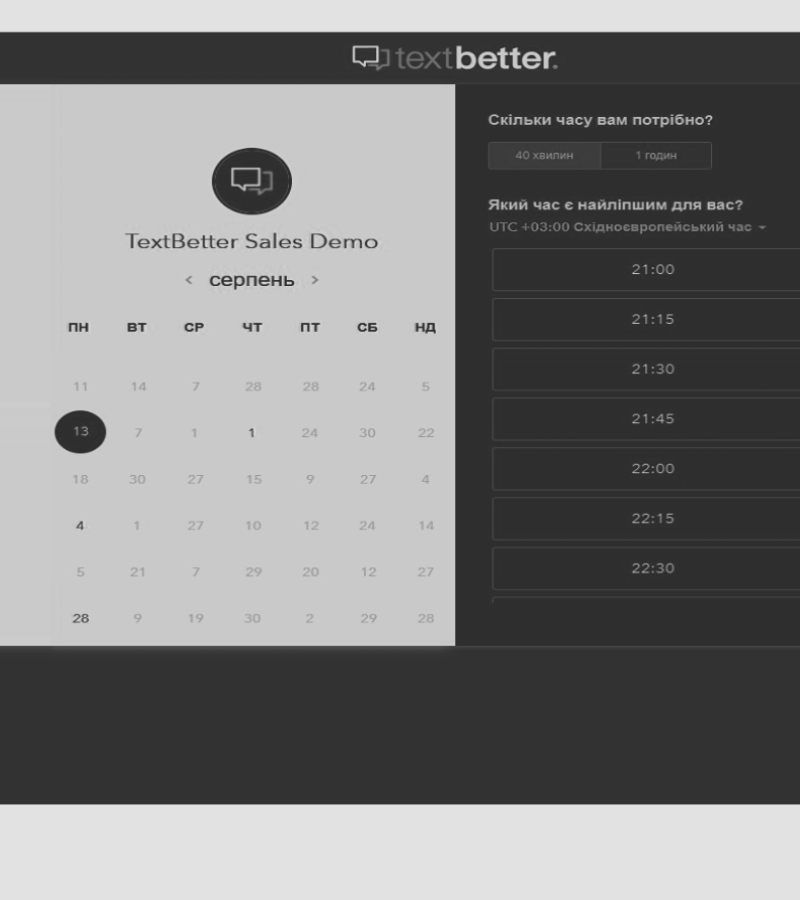 textbetter.
TextBetter Sales Demo
‹ серпень ›
ПН ВТ СР ЧТ ПТ СБ НД
11 14 7 28 28 24 5
13 7 1 1 24 30 22
18 30 27 15 9 27 4
4 1 27 10 12 24 14
5 21 7 29 20 12 27
28 9 19 30 2 29 28
Скільки часу вам потрібно?
40 хвилин 1 годин
Який час є найліпшим для вас?
UTC +03:00 Східноєвропейський час
21:00
21:15
21:30
21:45
22:00
22:15
22:30